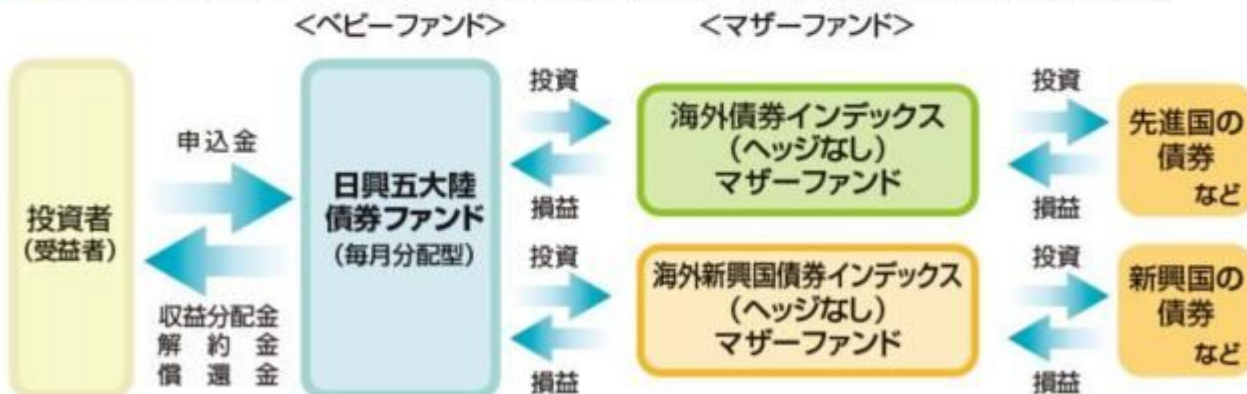 <ベビーファンド>
<マザーファンド>
投資者
(受益者)
申込金
収益分配金
解約金
償還金
日興五大陸
債券ファンド
(毎月分配型)
投資
損益
投資
損益
海外債券インデックス
(ヘッジなし)
マザーファンド
海外新興国債券インデックス
(ヘッジなし)
マザーファンド
投資
損益
投資
損益
先進国の
債券
など
新興国の
債券
など